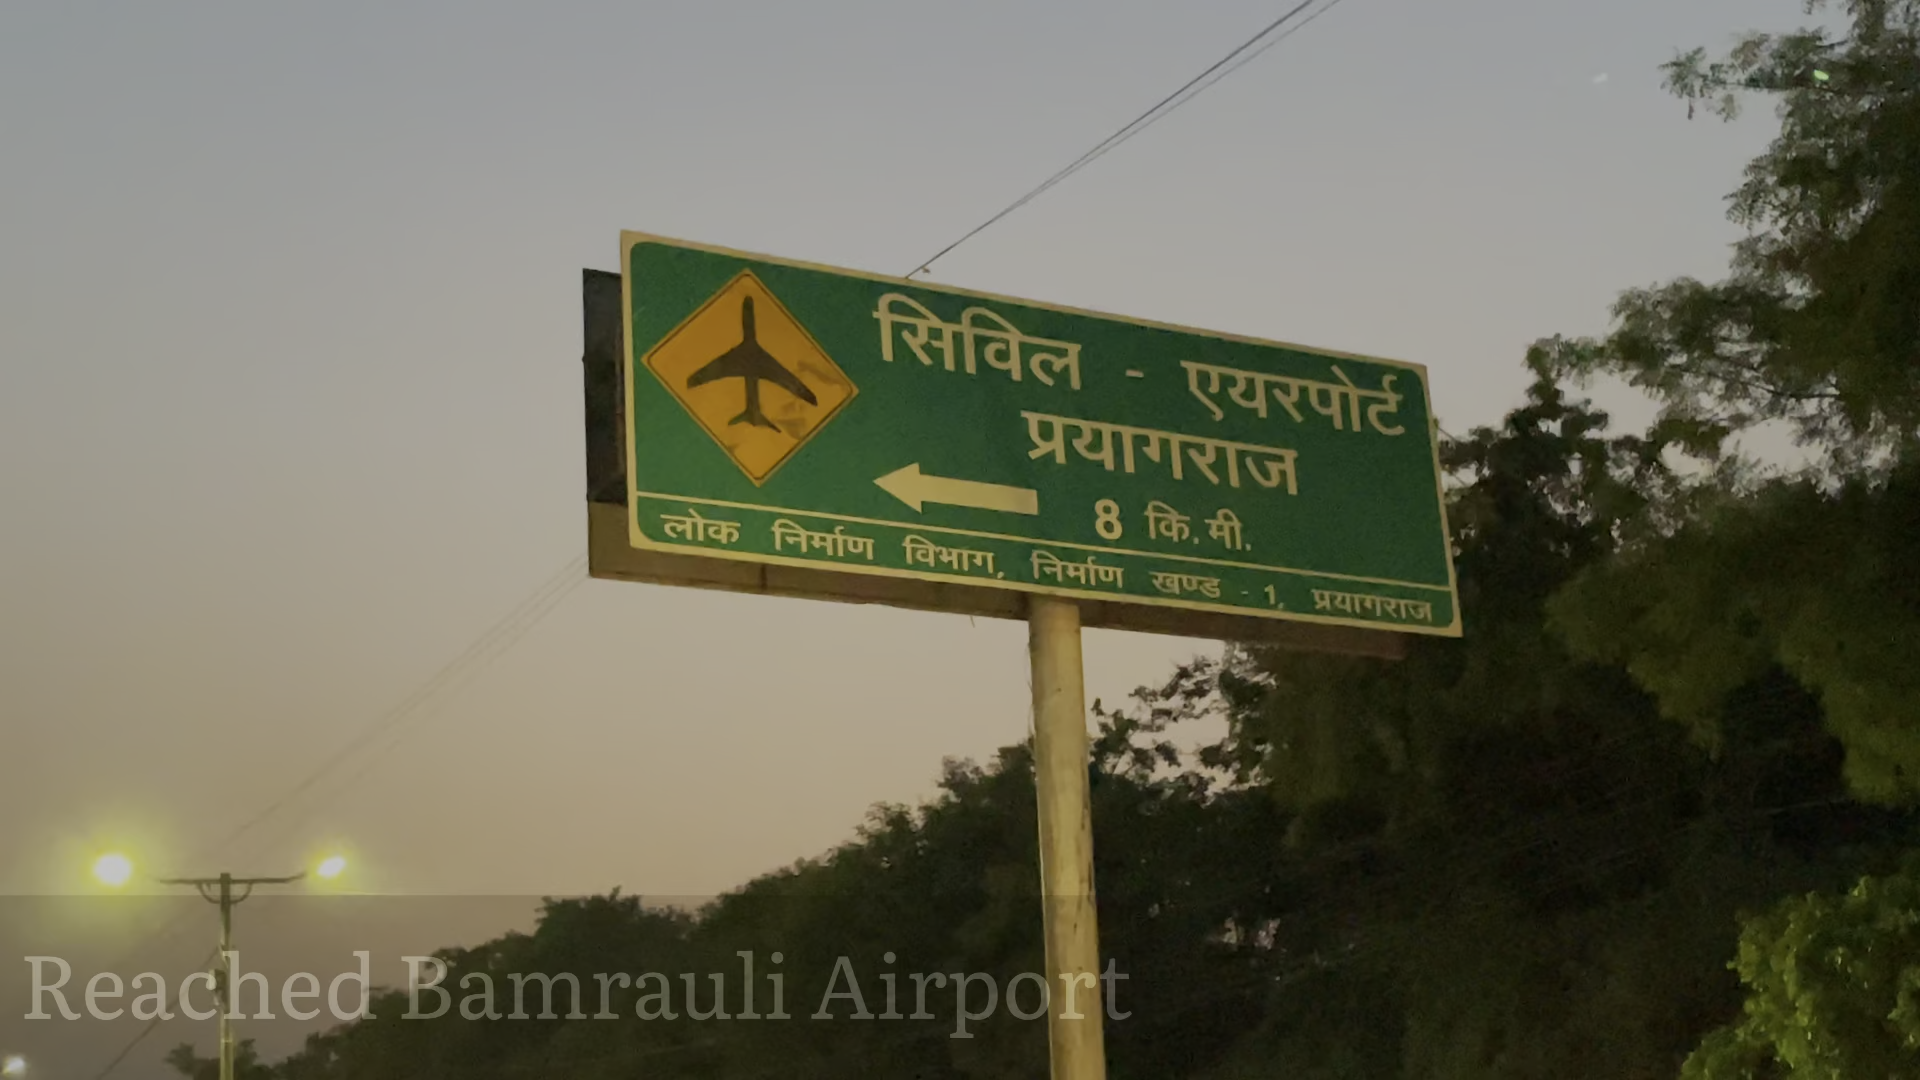 सिविल - एयरपोर्ट
प्रयागराज
8 कि.मी.
लोक निर्माण विभाग, निर्माण खण्ड - 1, प्रयागराज
Reached Bamrauli Airport